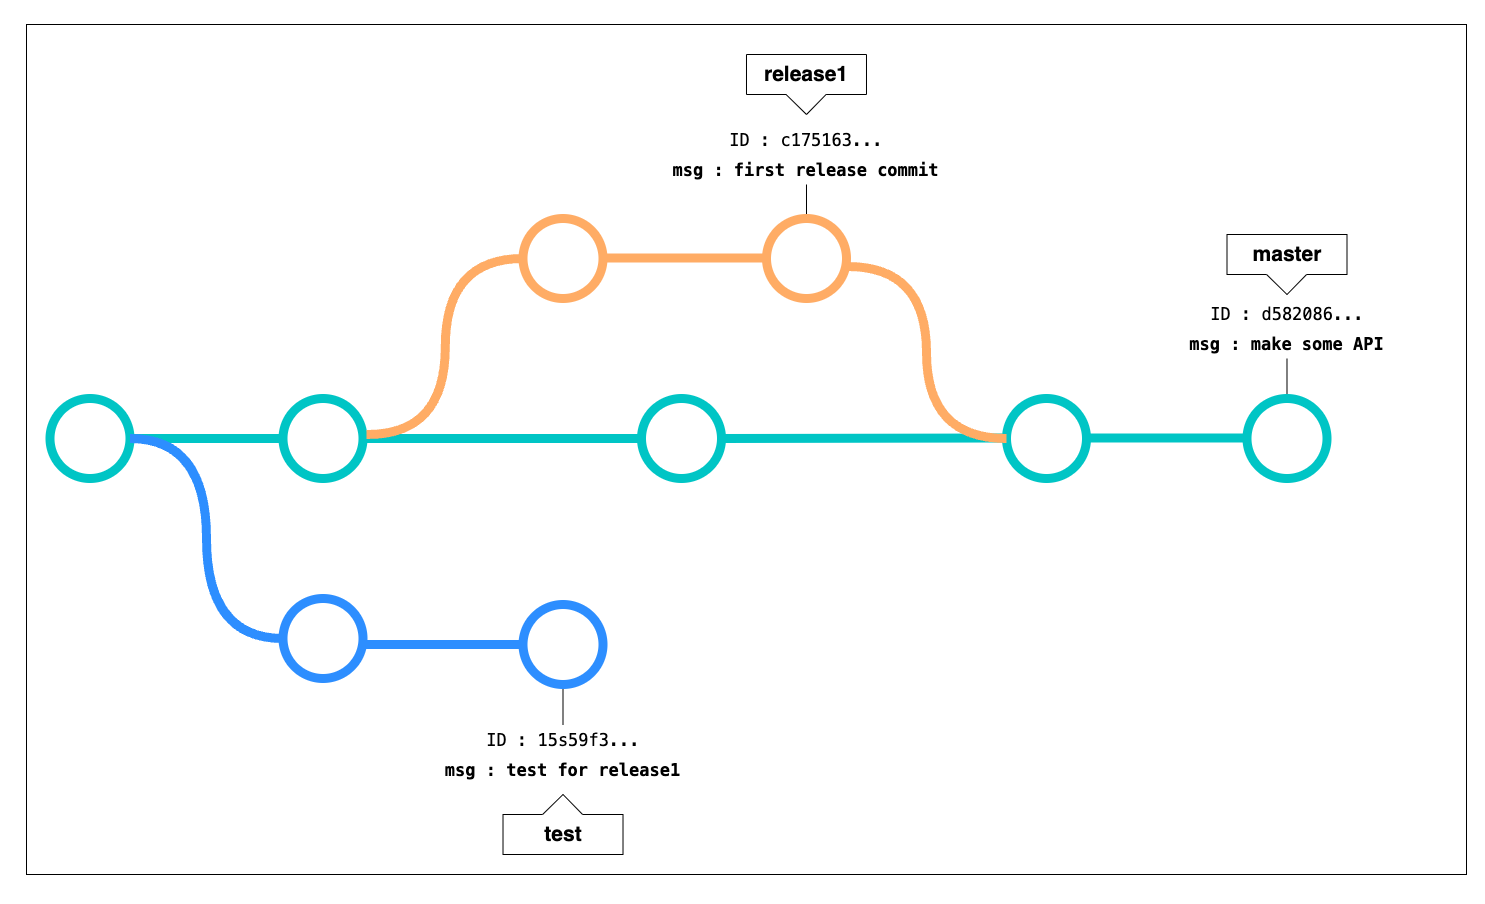 release1
ID : c175163...
msg : first release commit
master
ID : d582086...
msg : make some API
ID : 15s59f3...
msg : test for release1
test